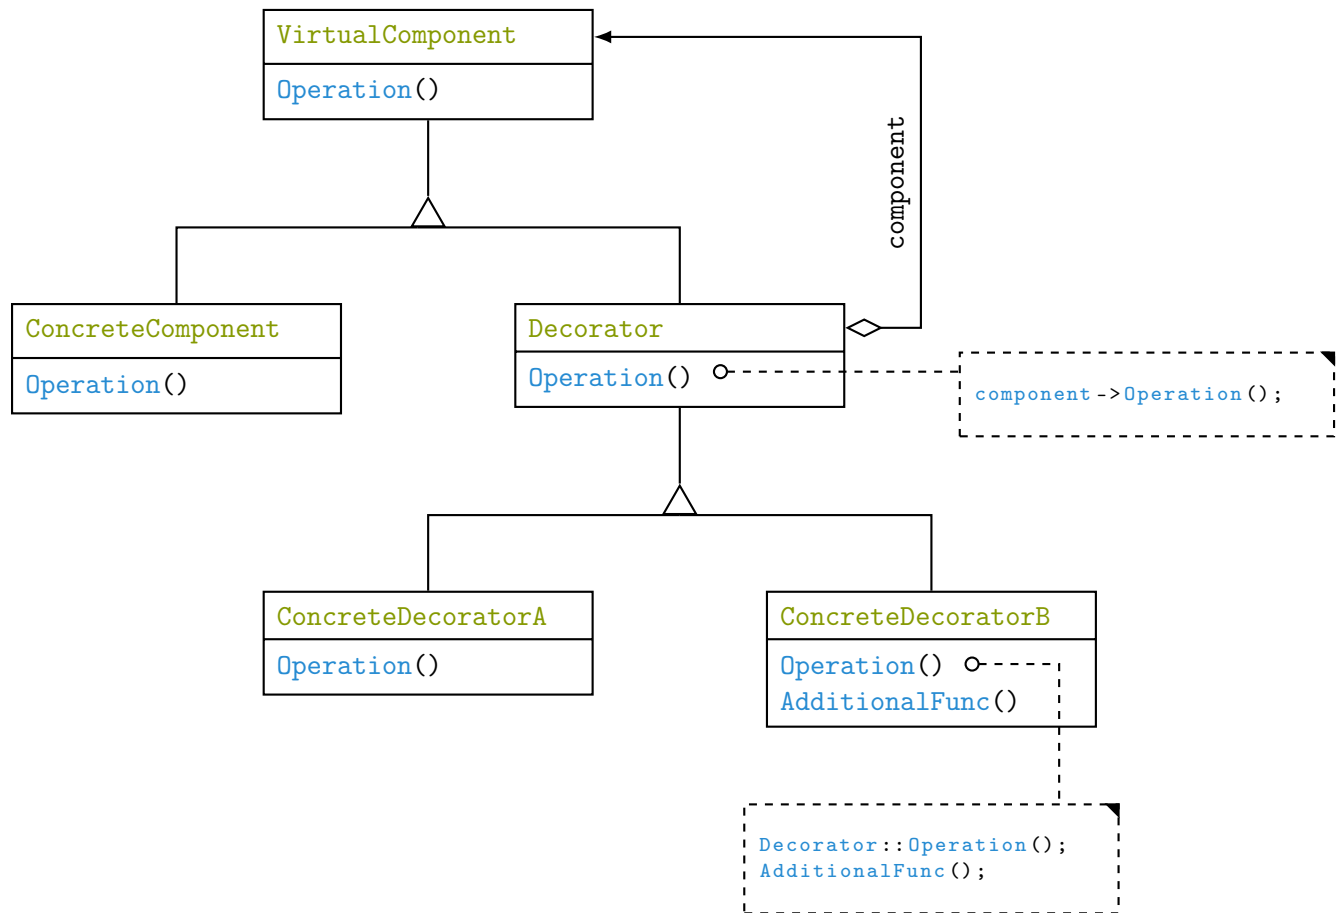 VirtualComponent
Operation()
component
ConcreteComponent
Operation()
Decorator
Operation()
component->Operation();
ConcreteDecoratorA
Operation()
ConcreteDecoratorB
Operation()
AdditionalFunc()
Decorator::Operation();
AdditionalFunc();